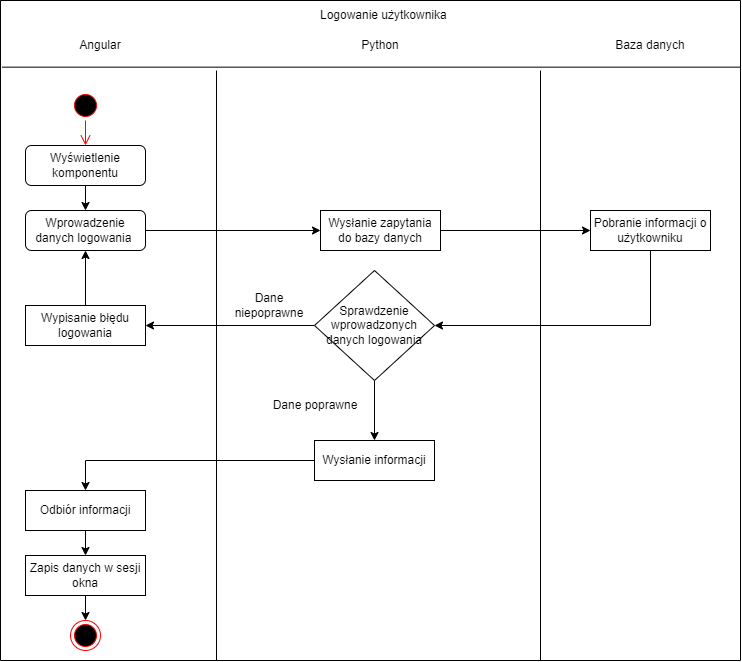 Logowanie użytkownika
Angular
Python
Baza danych
Wyświetlenie
komponentu
Wprowadzenie
danych logowania
Wysłanie zapytania
do bazy danych
Pobranie informacji o
użytkowniku
Dane
niepoprawne
Sprawdzenie
wprowadzonych
danych logowania
Wypisanie błędu
logowania
Dane poprawne
Wysłanie informacji
Odbiór informacji
Zapis danych w sesji
okna